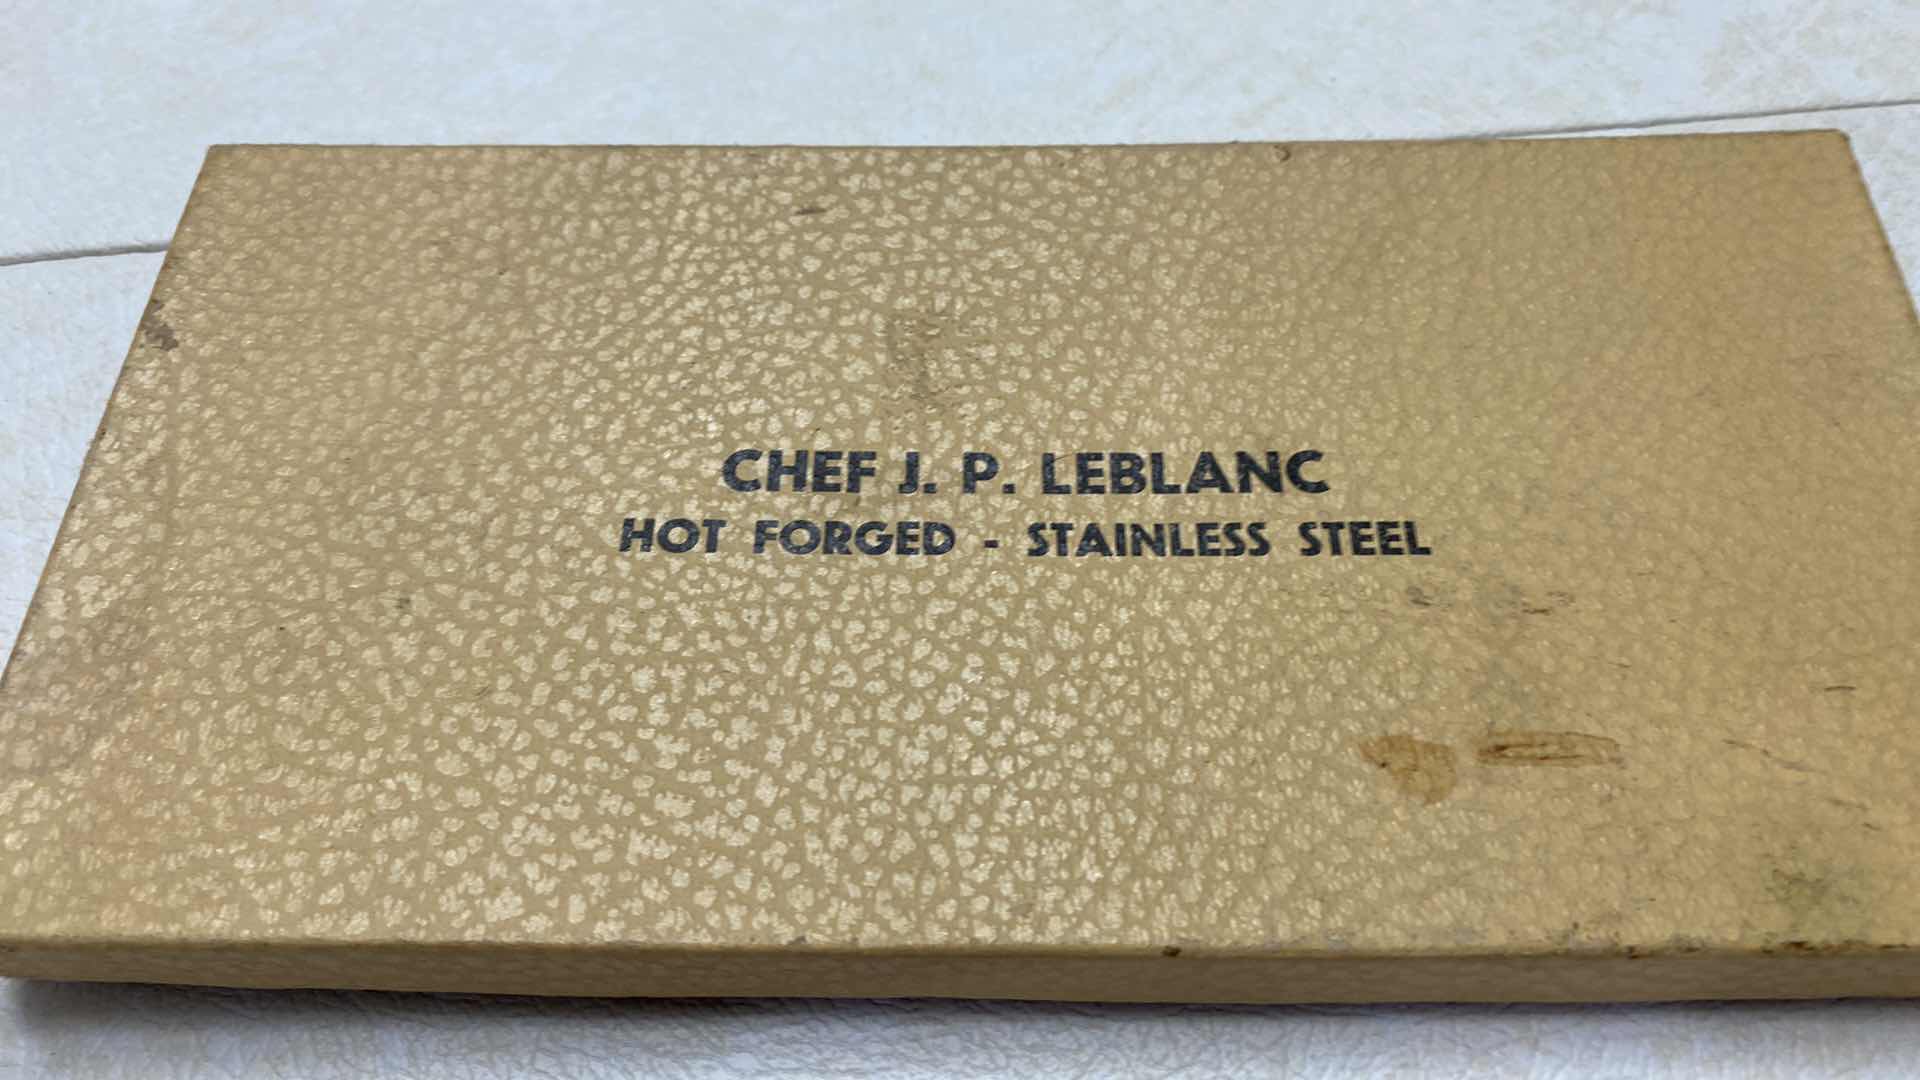 CHEF J. P. LEBLANC
HOT FORGED - STAINLESS STEEL